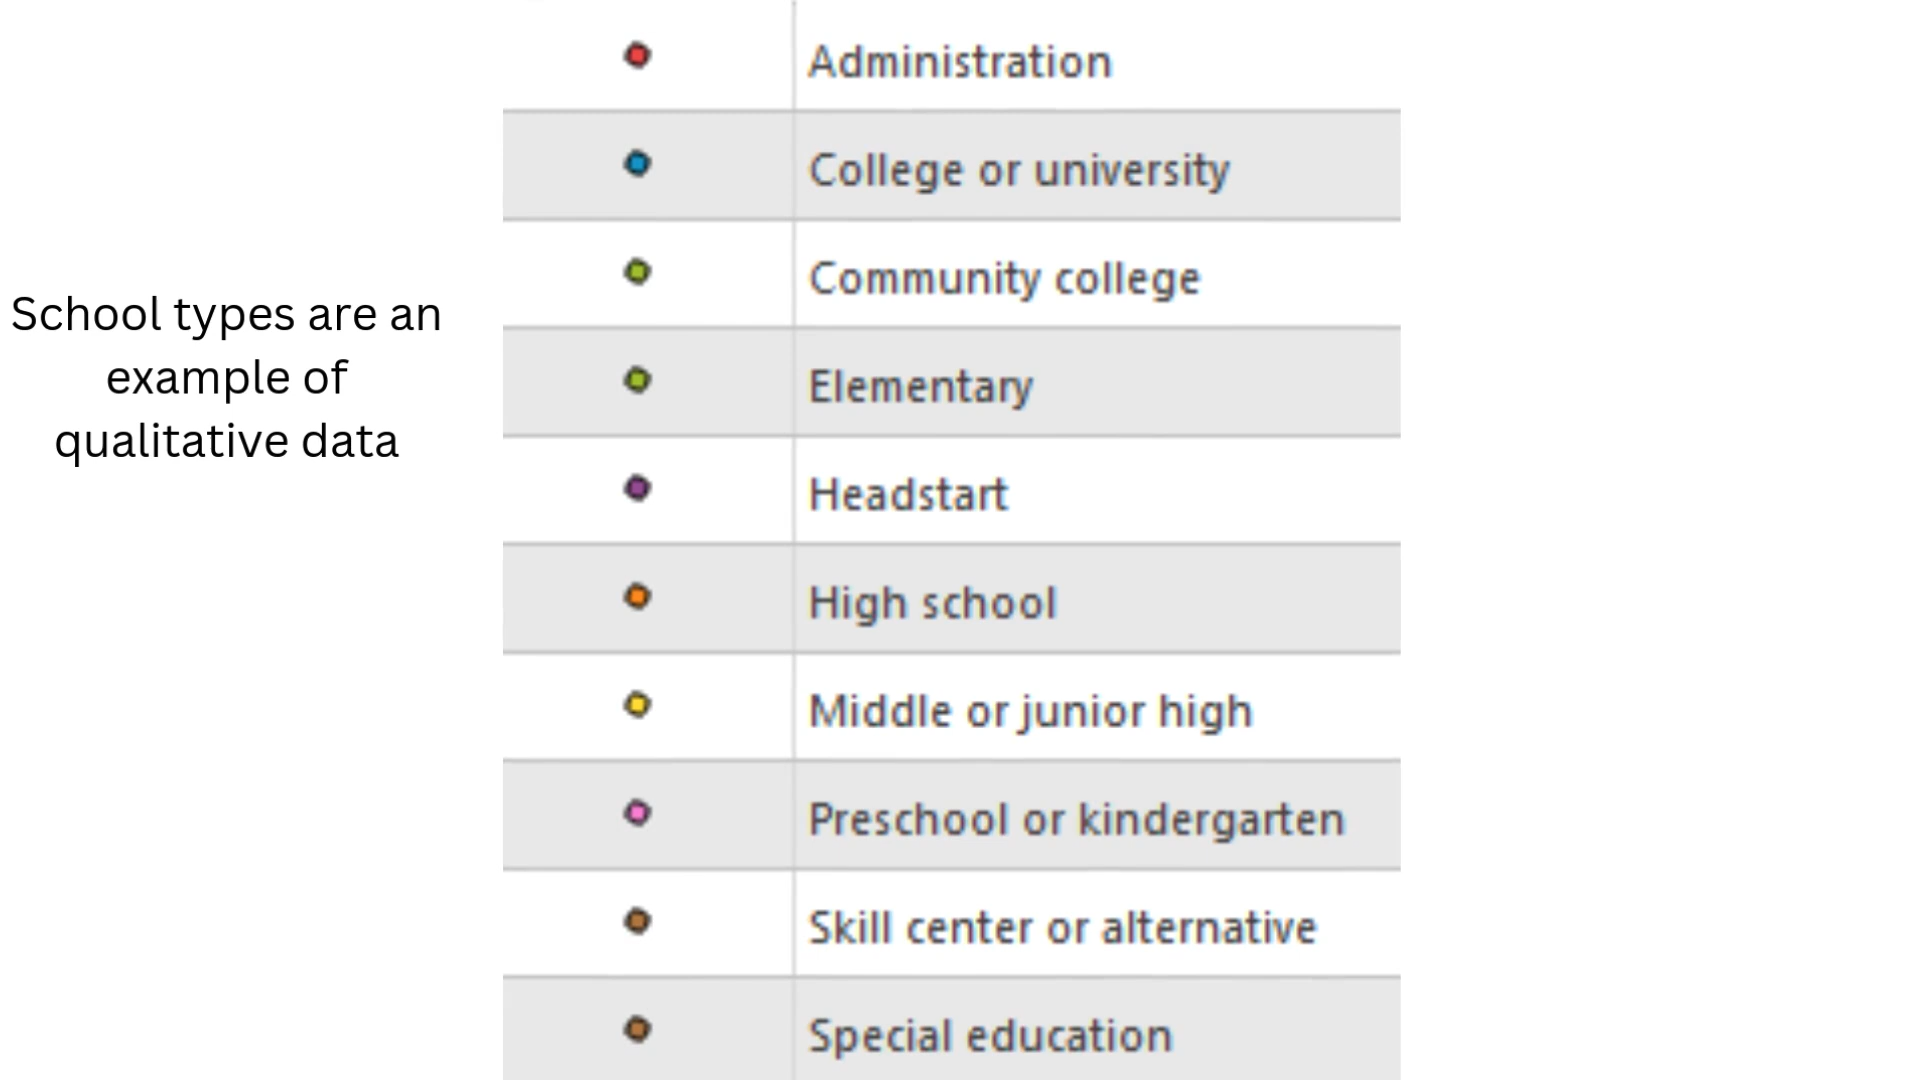 School types are an
example of
qualitative data
Administration
College or university
Community college
Elementary
Headstart
High school
Middle or junior high
Preschool or kindergarten
Skill center or alternative
Special education